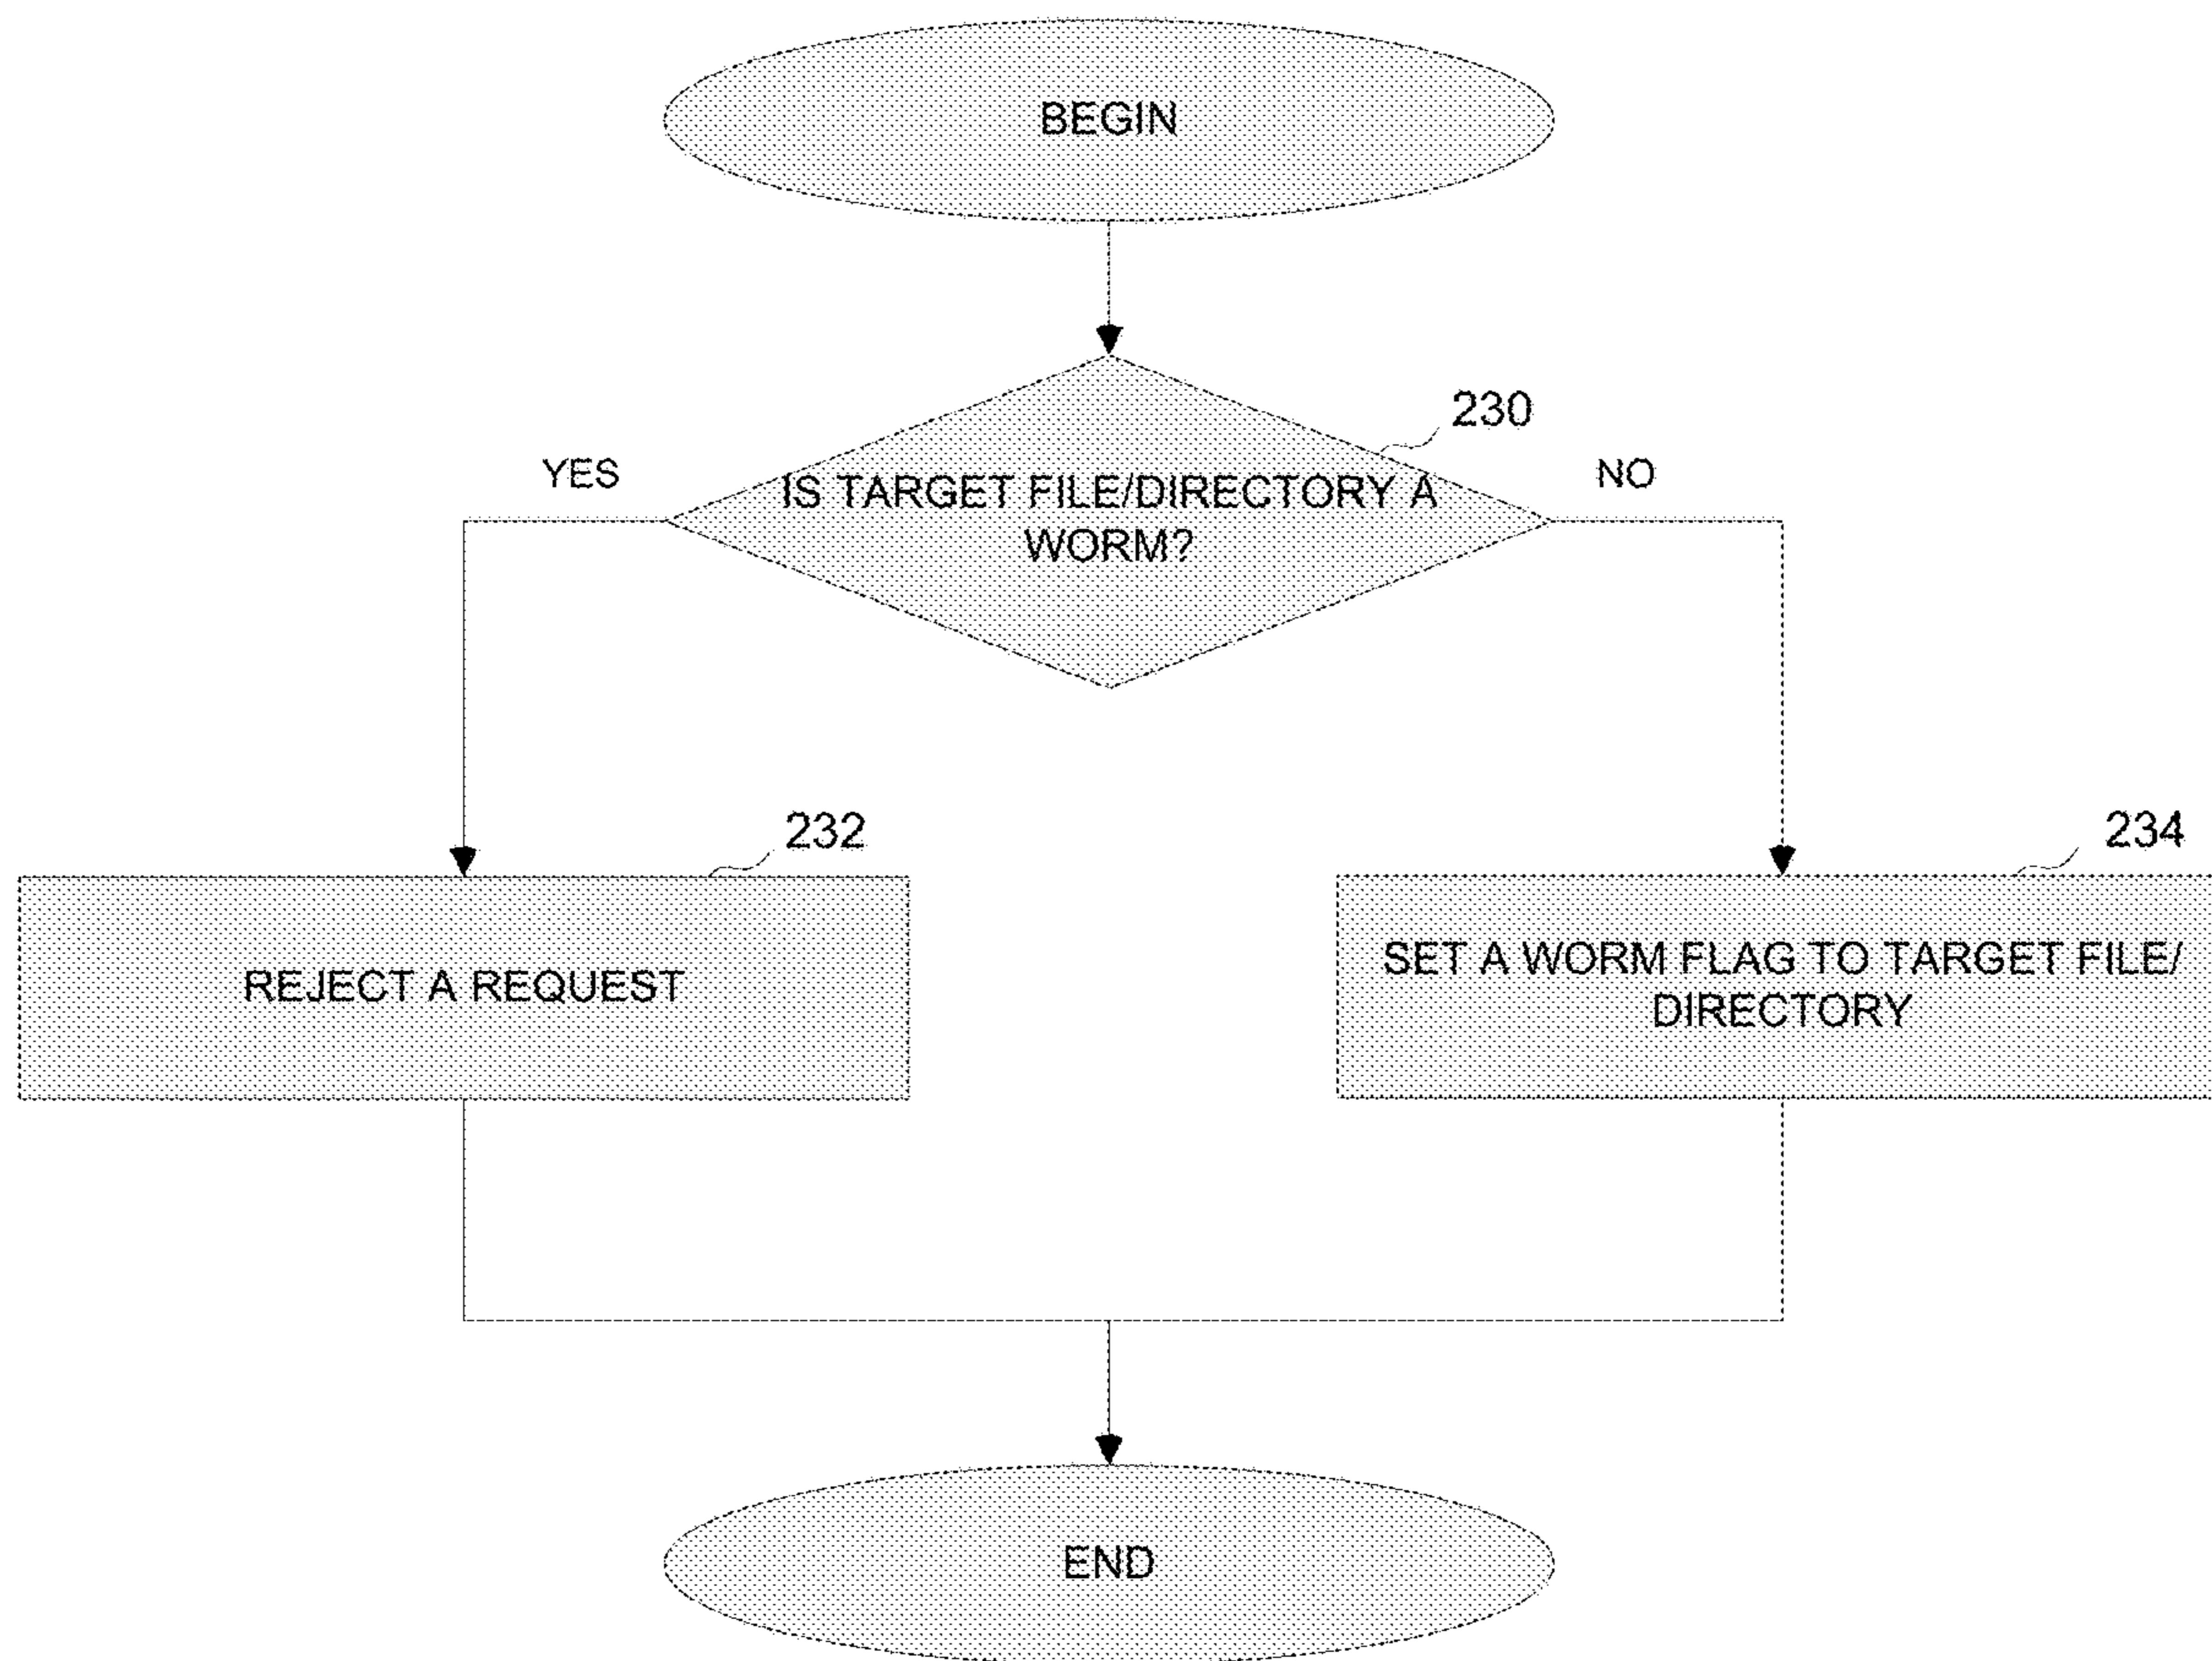 BEGIN
230
YES
NO
IS TARGET FILE/DIRECTORY A
WORM?
232
234
REJECT A REQUEST
SET A WORM FLAG TO TARGET FILE/
DIRECTORY
END